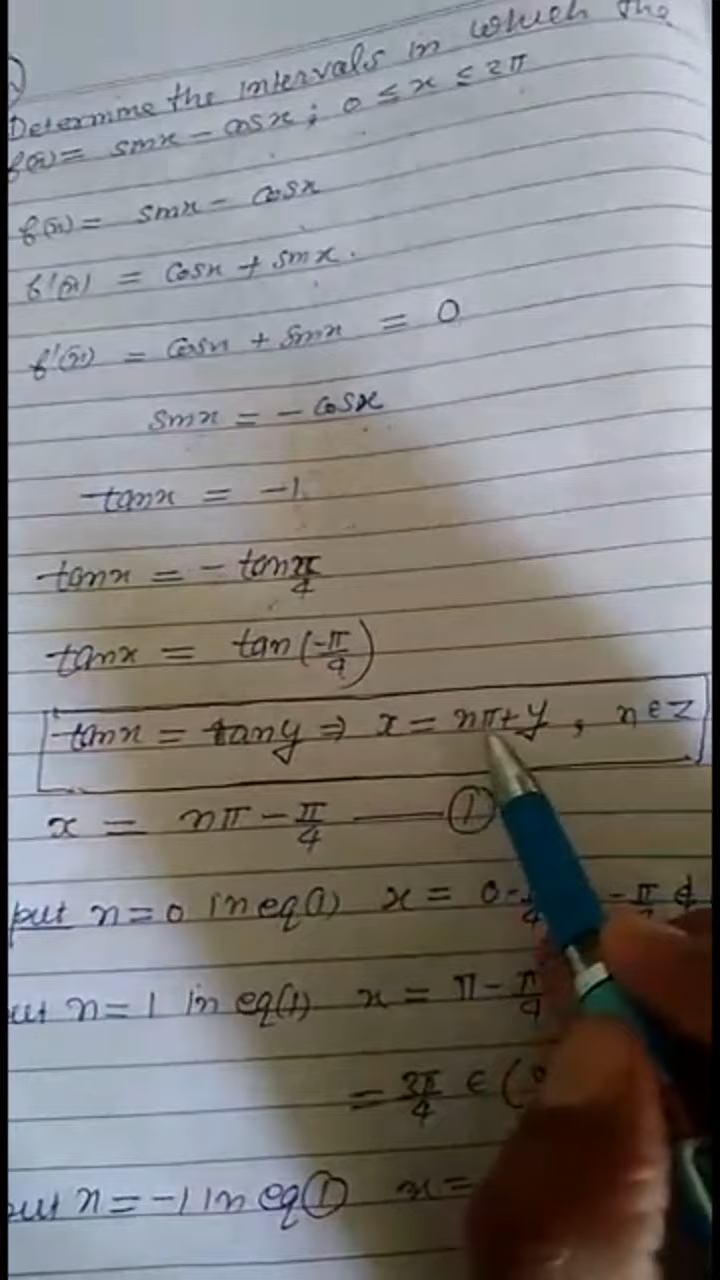 Determine the intervals in which the
f(x) = sinx - cosx ; 0 ≤ x ≤ 2π
f(x) = sinx - cosx
f'(x) = cosx + sinx.
f'(x) = cosx + sinx = 0
sinx = - cosx
tanx = -1
tanx = - tan π/4
tanx = tan(-π/4)
tanx = tany ⇒ x = nπ+y , n∈Z
x = nπ - π/4 —— ①
put n=0 in eq(1) x = 0- -π ∉
n=1 in eq(1) x = π - π/4
= 3π/4 ∈ (0
put n=-1 in eq① x=